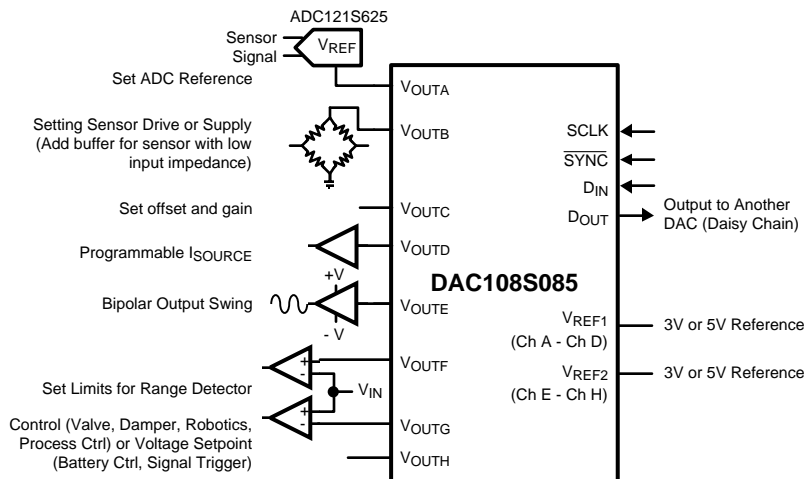 ADC121S625
Sensor
Signal
VREF
Set ADC Reference
VOUTA
Setting Sensor Drive or Supply
(Add buffer for sensor with low
input impedance)
VOUTB
Set offset and gain
VOUTC
Programmable ISOURCE
VOUTD
+V
Bipolar Output Swing
- V
VOUTE
+
-
VOUTF
Set Limits for Range Detector
VIN
+
-
VOUTG
Control (Valve, Damper, Robotics,
Process Ctrl) or Voltage Setpoint
(Battery Ctrl, Signal Trigger)
VOUTH
DAC108S085
SCLK
SYNC
DIN
DOUT
Output to Another
DAC (Daisy Chain)
VREF1
(Ch A - Ch D)
3V or 5V Reference
VREF2
(Ch E - Ch H)
3V or 5V Reference